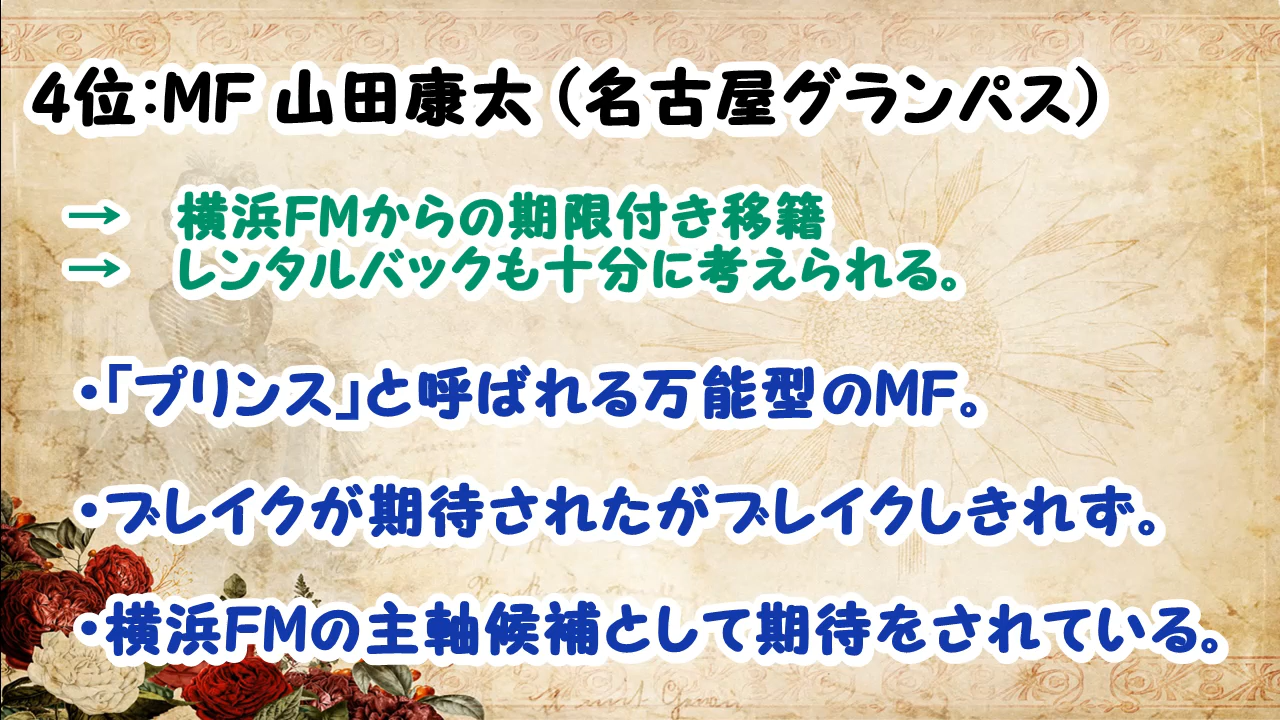 4位:MF 山田康太 (名古屋グランパス)
→ 横浜FMからの期限付き移籍
→ レンタルバックも十分に考えられる。
・「プリンス」と呼ばれる万能型のMF。
・ブレイクが期待されたがブレイクしきれず。
・横浜FMの主軸候補として期待をされている。